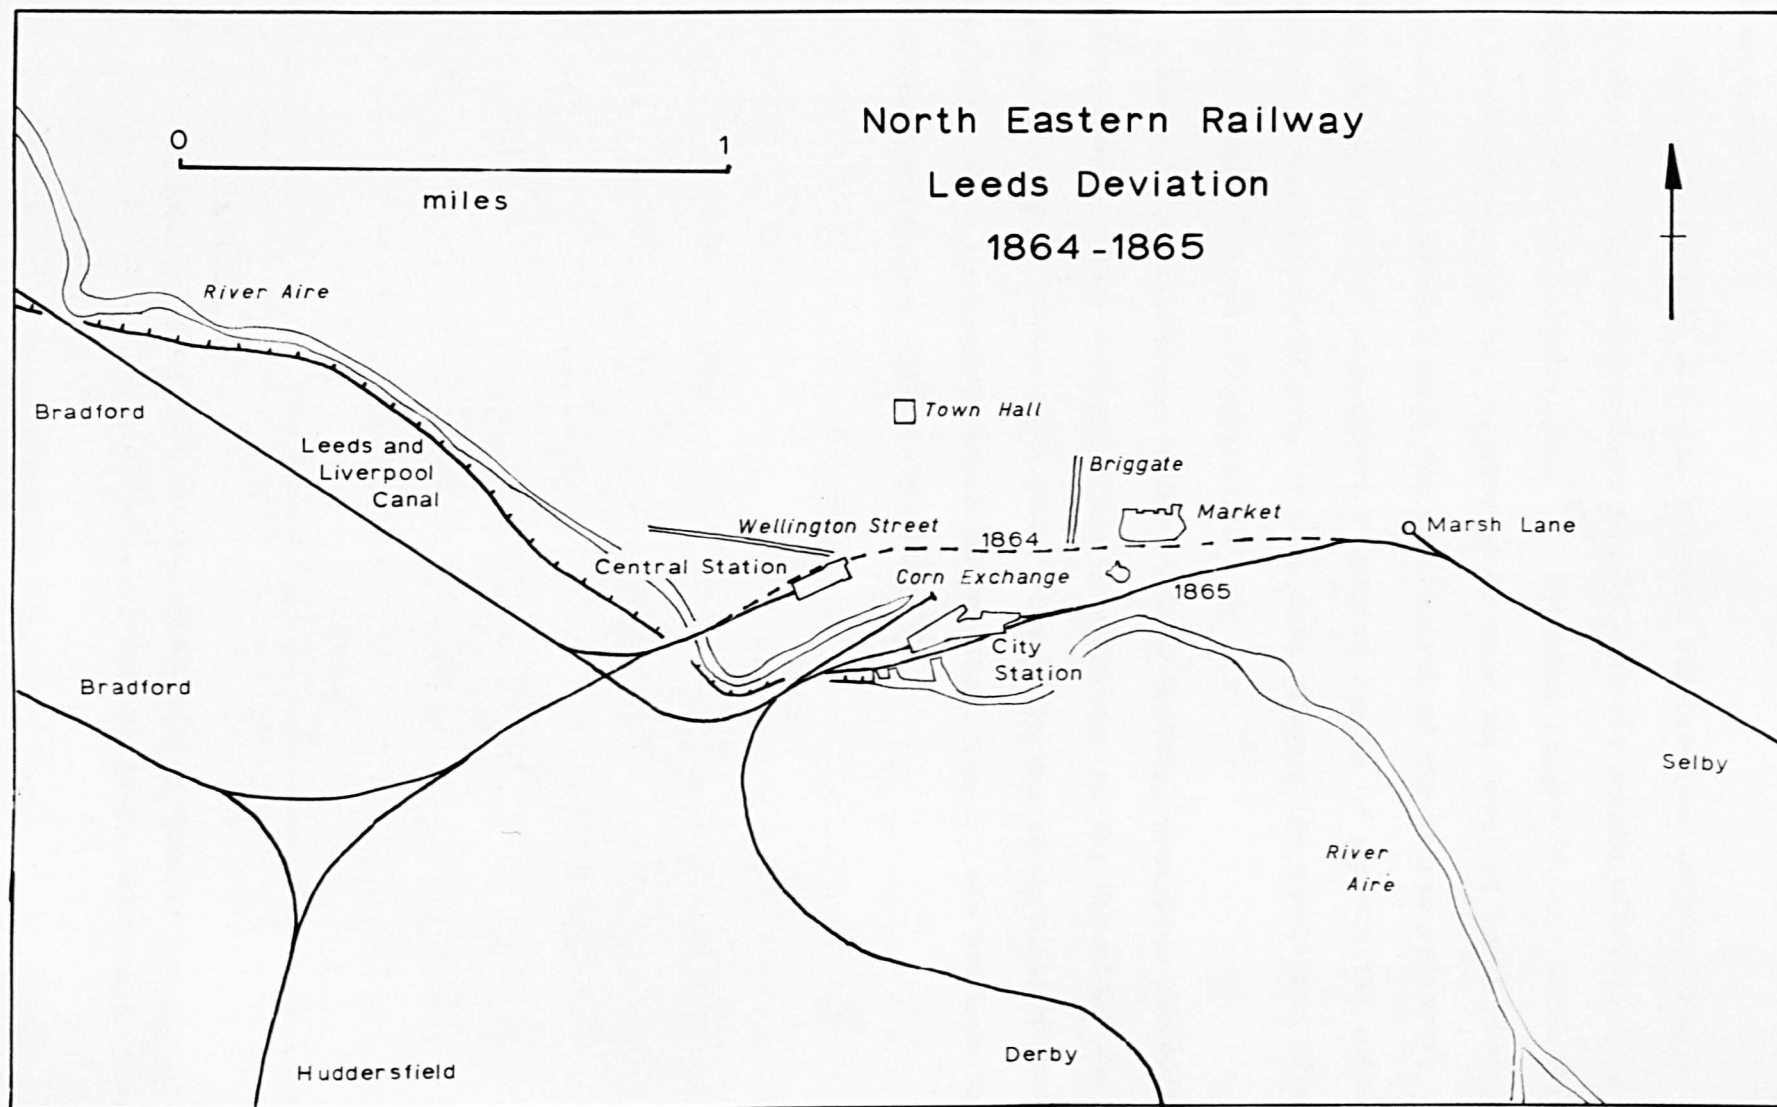 North Eastern Railway
Leeds Deviation
1864-1865
0 1
miles
River Aire
Bradford
Leeds and
Liverpool
Canal
Town Hall
Briggate
Market
Wellington Street
1864
Marsh Lane
Central Station
Corn Exchange
1865
City
Station
Bradford
Selby
River
Aire
Derby
Huddersfield